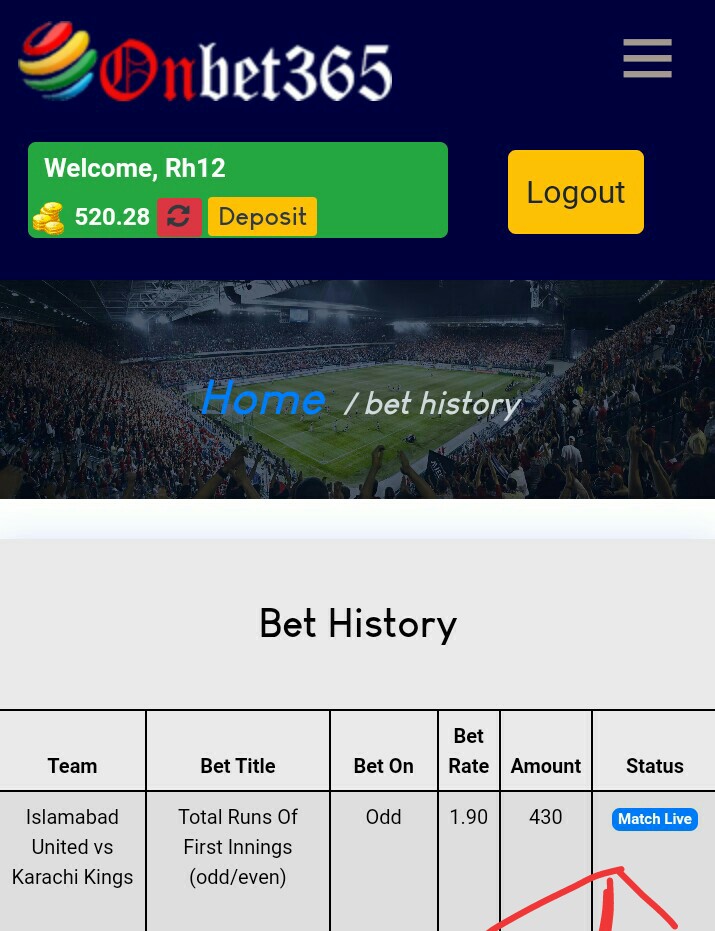 Onbet365
Welcome, Rh12
520.28 Deposit
Logout
Home / bet history
Bet History
Team Bet Title Bet On Bet Rate Amount Status
Islamabad United vs Karachi Kings
Total Runs Of First Innings (odd/even)
Odd
1.90
430
Match Live